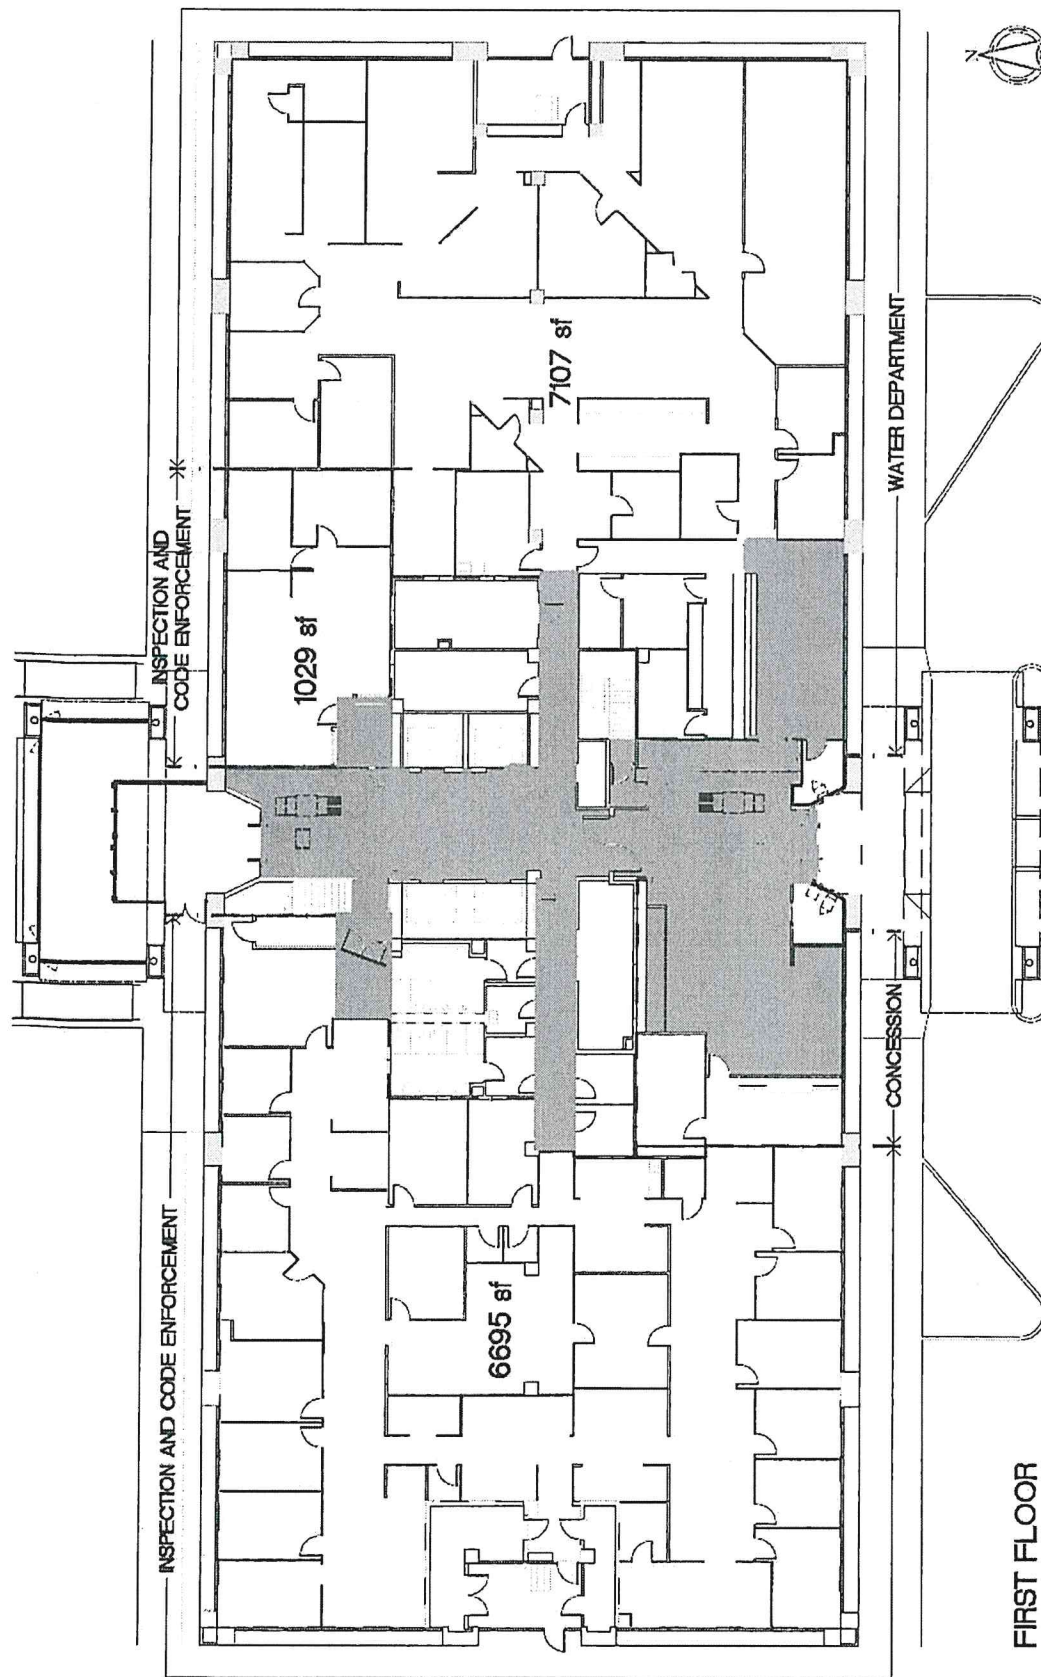 INSPECTION AND CODE ENFORCEMENT
INSPECTION AND
CODE ENFORCEMENT
6695 sf
1029 sf
7107 sf
CONCESSION
WATER DEPARTMENT
FIRST FLOOR